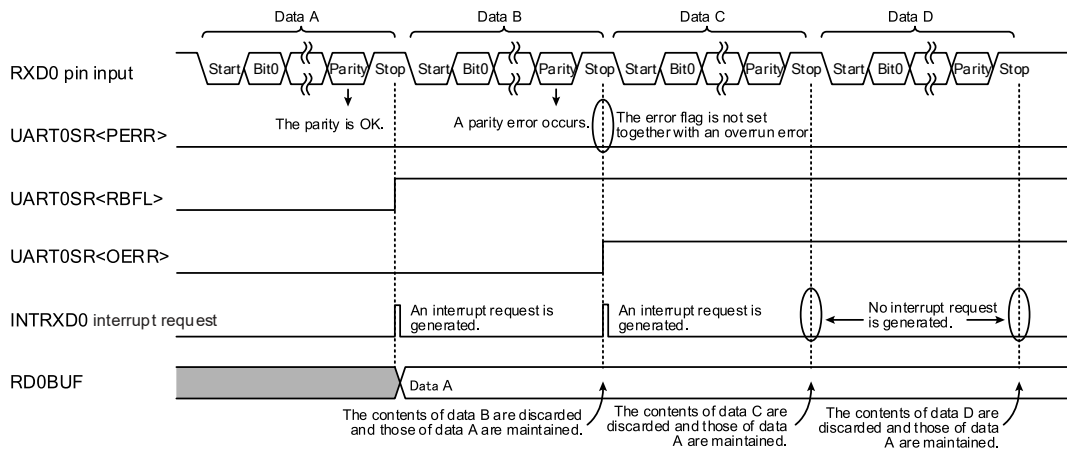 Data A Data B Data C Data D
RXD0 pin input
Start Bit0 Parity Stop Start Bit0 Parity Stop Start Bit0 Parity Stop Start Bit0 Parity Stop
The parity is OK.
A parity error occurs.
The error flag is not set
together with an overrun error
UART0SR<PERR>
UART0SR<RBFL>
UART0SR<OERR>
INTRXD0 interrupt request
An interrupt request is
generated.
An interrupt request is
generated.
No interrupt request
is generated.
RD0BUF
Data A
The contents of data B are discarded
and those of data A are maintained.
The contents of data C are
discarded and those of data
A are maintained.
The contents of data D are
discarded and those of data
A are maintained.